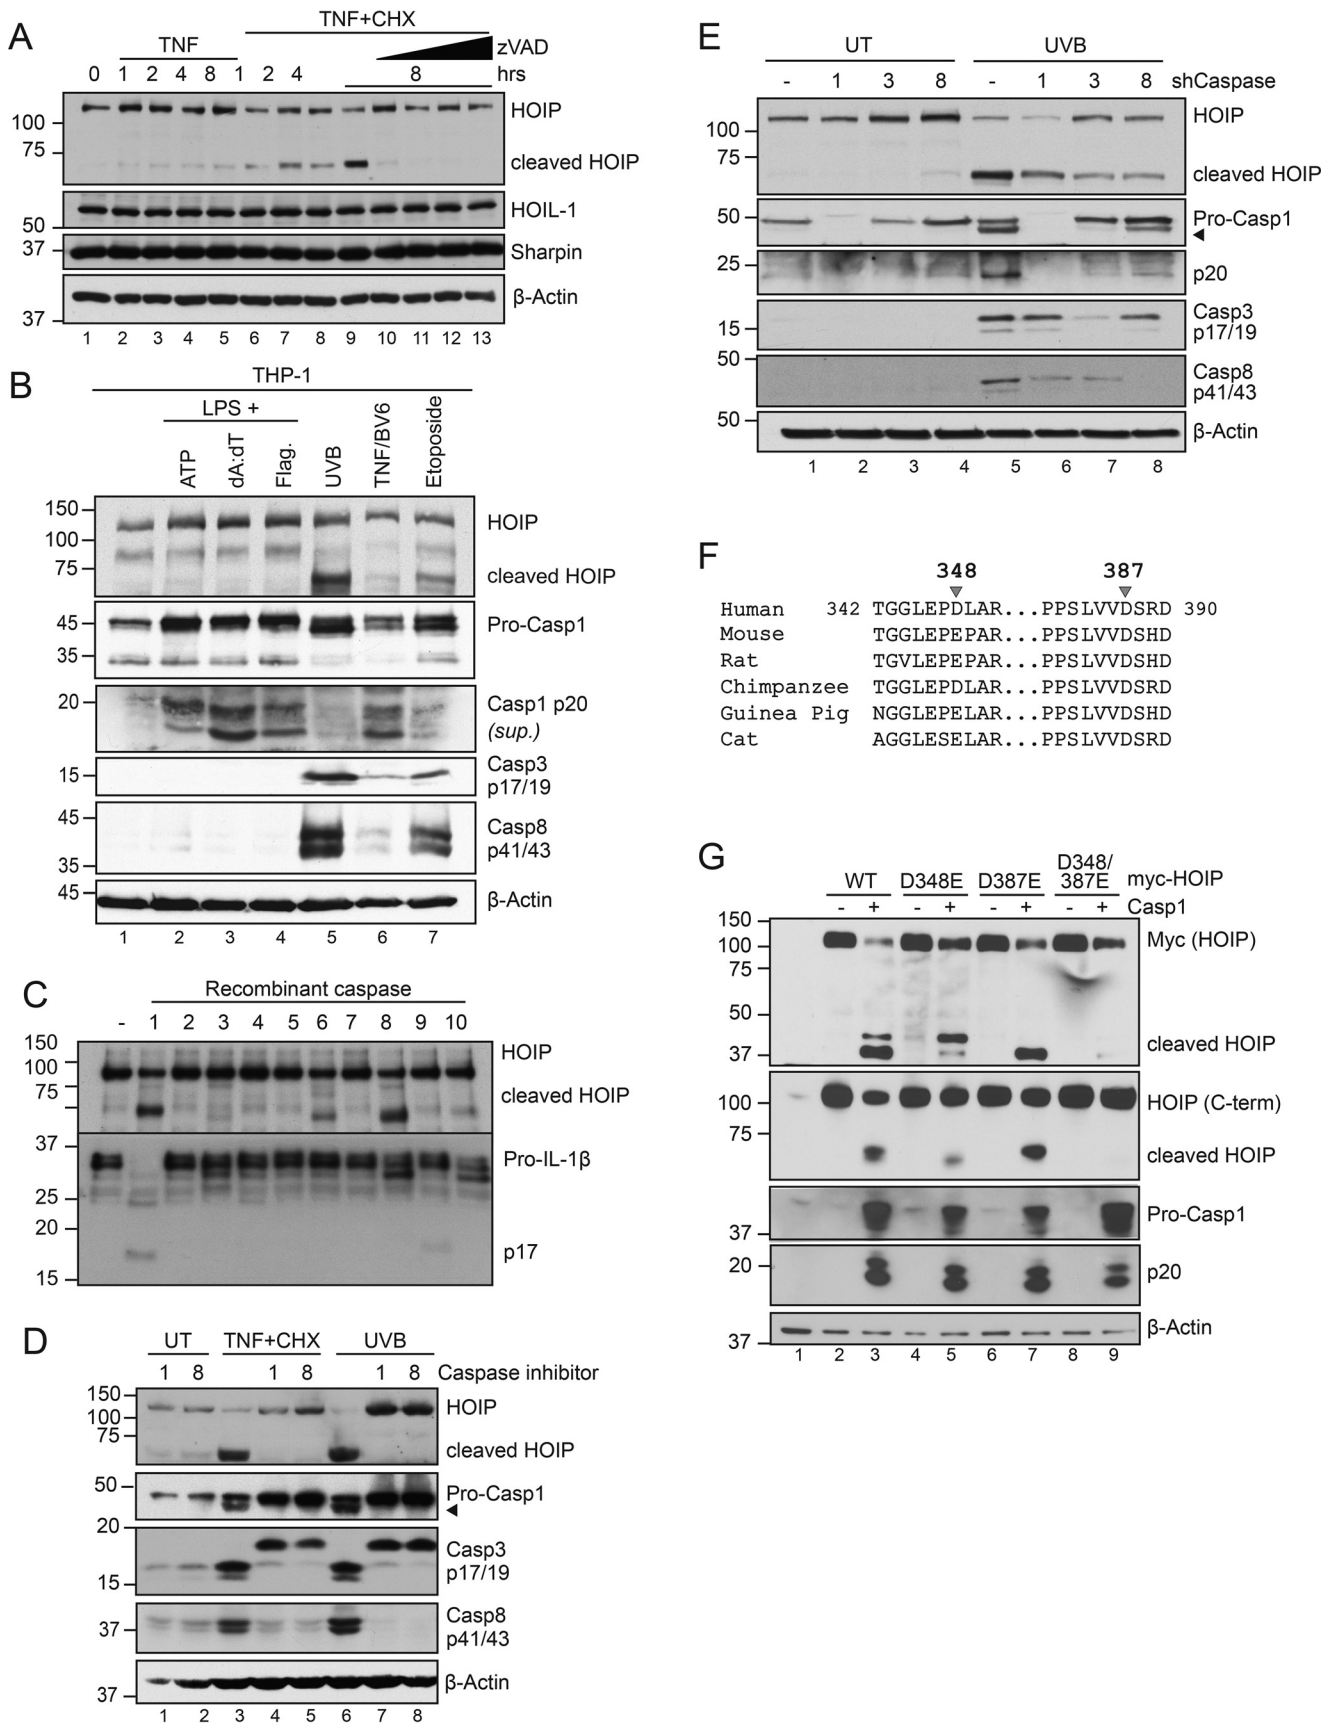 A
TNF+CHX
TNF
zVAD
0 1 2 4 8 1 2 4 8 hrs
HOIP
100
75
cleaved HOIP
HOIL-1
50
37
Sharpin
β-Actin
37
1 2 3 4 5 6 7 8 9 10 11 12 13
B
THP-1
LPS +
ATP dA:dT Flag. UVB TNF/BV6 Etoposide
150
HOIP
100
75
cleaved HOIP
45
Pro-Casp1
35
20
Casp1 p20
(sup.)
Casp3
15
p17/19
45
Casp8
p41/43
35
45
β-Actin
1 2 3 4 5 6 7
C
Recombinant caspase
- 1 2 3 4 5 6 7 8 9 10
150
HOIP
100
75
cleaved HOIP
37
Pro-IL-1β
25
20
p17
15
D
UT TNF+CHX UVB
1 8 1 8 1 8 Caspase inhibitor
150
HOIP
100
75
cleaved HOIP
50
Pro-Casp1
20
Casp3
p17/19
15
Casp8
37
p41/43
β-Actin
37
1 2 3 4 5 6 7 8
E
UT UVB
- 1 3 8 - 1 3 8 shCaspase
HOIP
100
75
cleaved HOIP
50
Pro-Casp1
25
p20
Casp3
15
p17/19
50
Casp8
p41/43
50
β-Actin
1 2 3 4 5 6 7 8
F
348 387
Human 342 TGGLEPDLAR...PPSLVVDSRD 390
Mouse TGGLEPEPAR...PPSLVVDSHD
Rat TGVLEPEPAR...PPSLVVDSHD
Chimpanzee TGGLEPDLAR...PPSLVVDSRD
Guinea Pig NGGLEPELAR...PPSLVVDSHD
Cat AGGLESELAR...PPSLVVDSRD
G
D348/
WT D348E D387E 387E myc-HOIP
- + - + - + - + Casp1
150
Myc (HOIP)
100
75
50
cleaved HOIP
37
HOIP (C-term)
100
75
cleaved HOIP
Pro-Casp1
37
20
p20
β-Actin
37
1 2 3 4 5 6 7 8 9